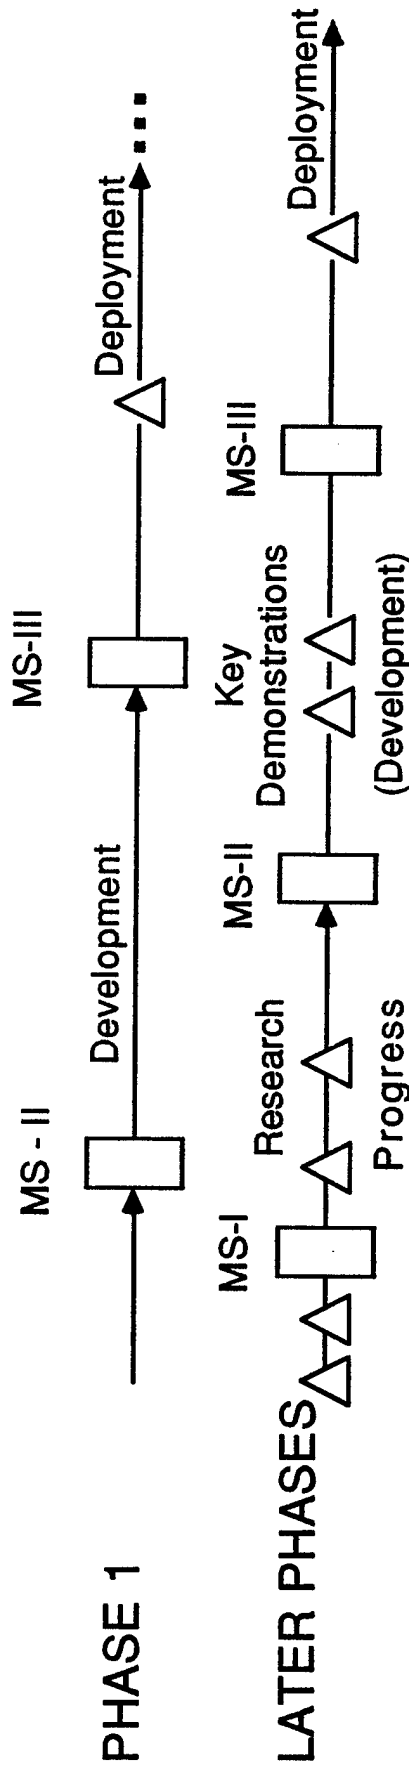 PHASE 1
MS - II
Development
MS-III
Deployment
LATER PHASES
MS-I
Research
Progress
MS-II
Key
Demonstrations
(Development)
MS-III
Deployment